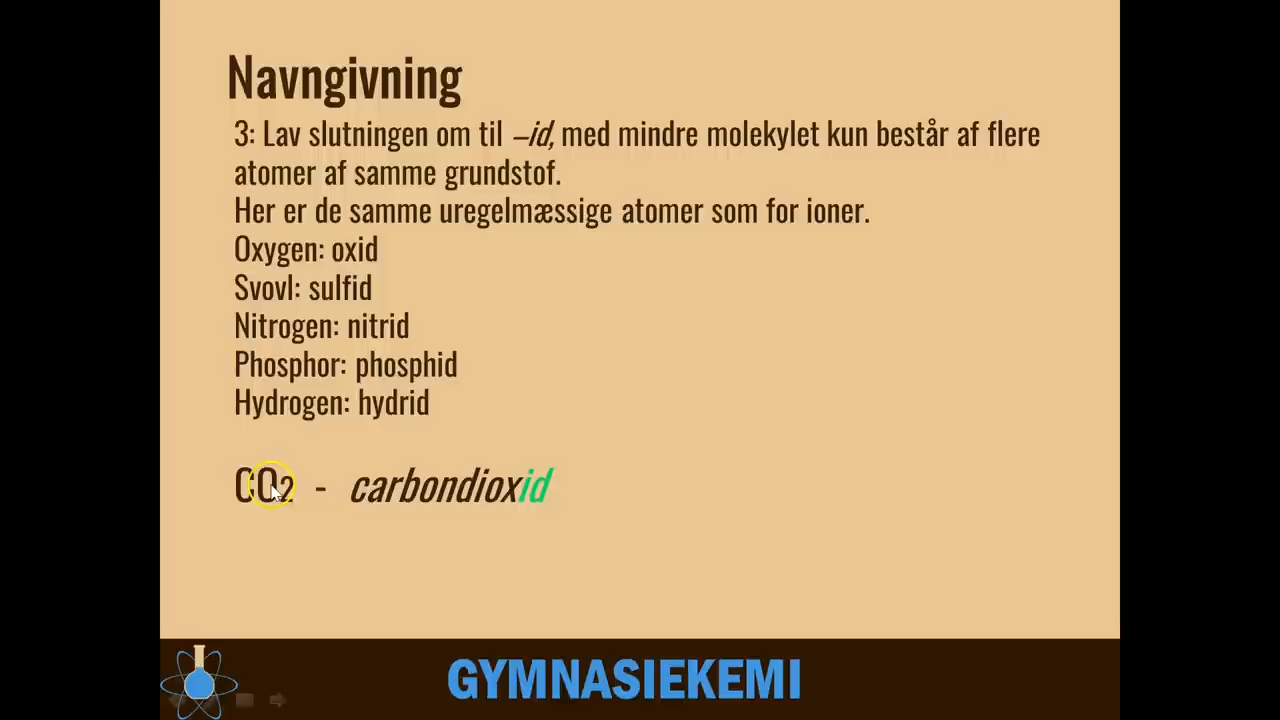 Navngivning
3: Lav slutningen om til –id, med mindre molekylet kun består af flere
atomer af samme grundstof.
Her er de samme uregelmæssige atomer som for ioner.
Oxygen: oxid
Svovl: sulfid
Nitrogen: nitrid
Phosphor: phosphid
Hydrogen: hydrid
CO2 - carbondioxid
GYMNASIEKEMI